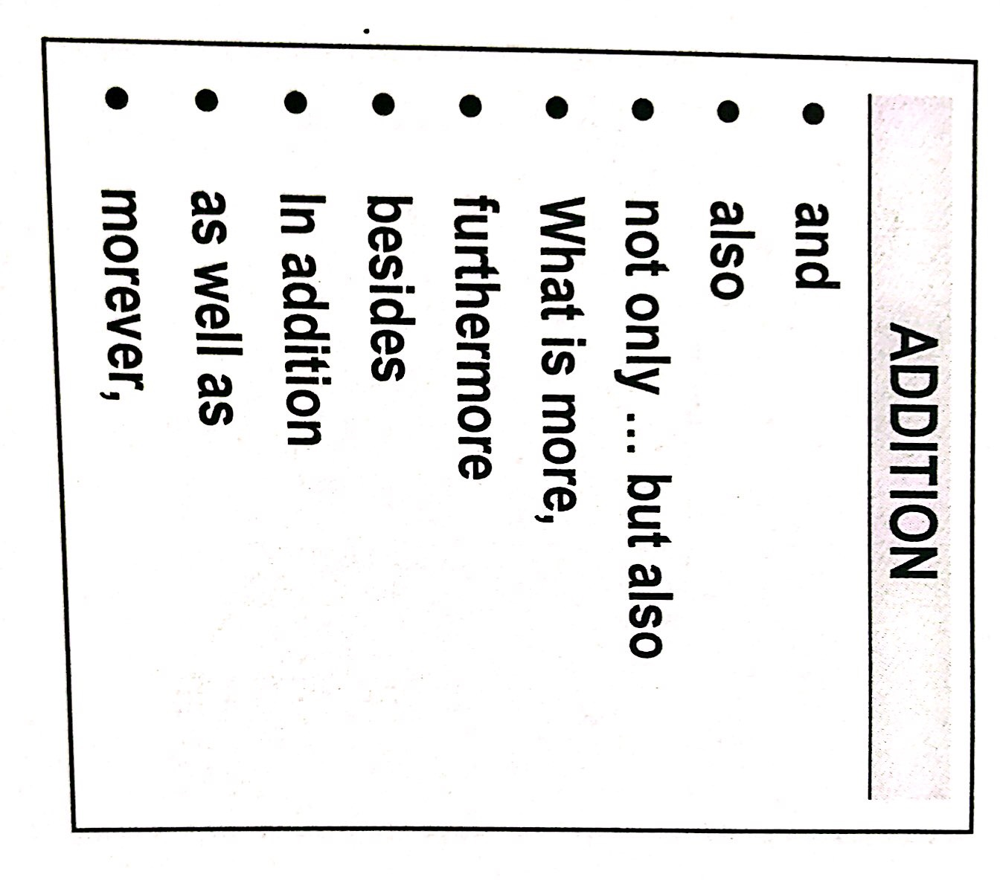 ADDITION
• and
• also
• not only ... but also
• What is more,
• furthermore
• besides
• In addition
• as well as
• morever,